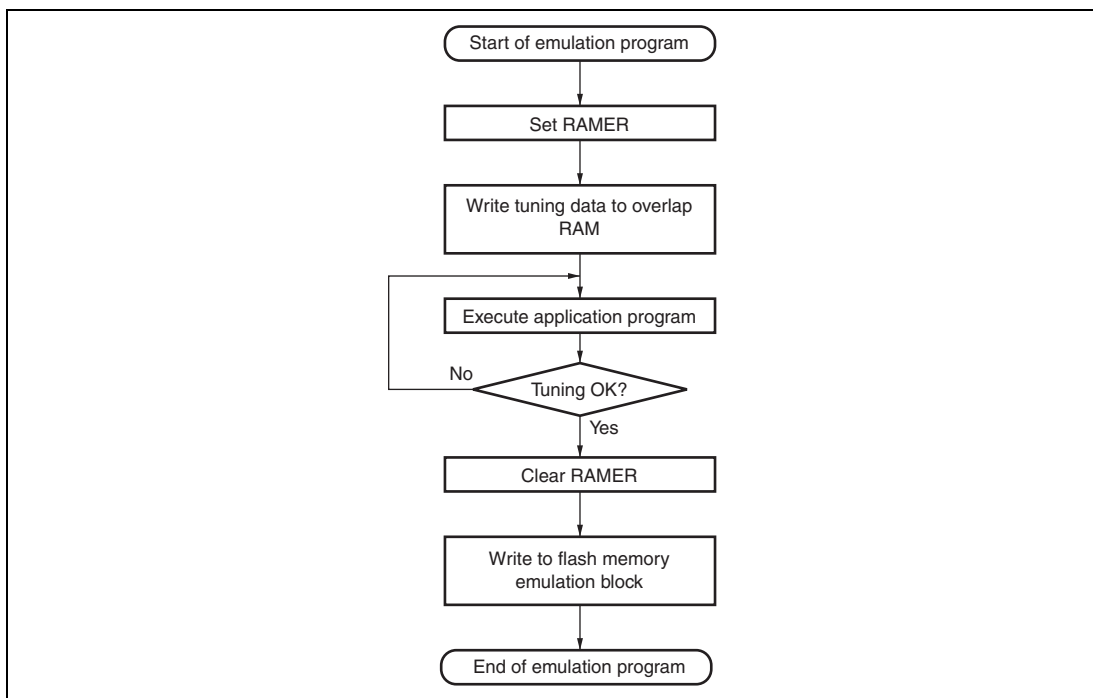 Start of emulation program
Set RAMER
Write tuning data to overlap
RAM
Execute application program
No
Tuning OK?
Yes
Clear RAMER
Write to flash memory
emulation block
End of emulation program